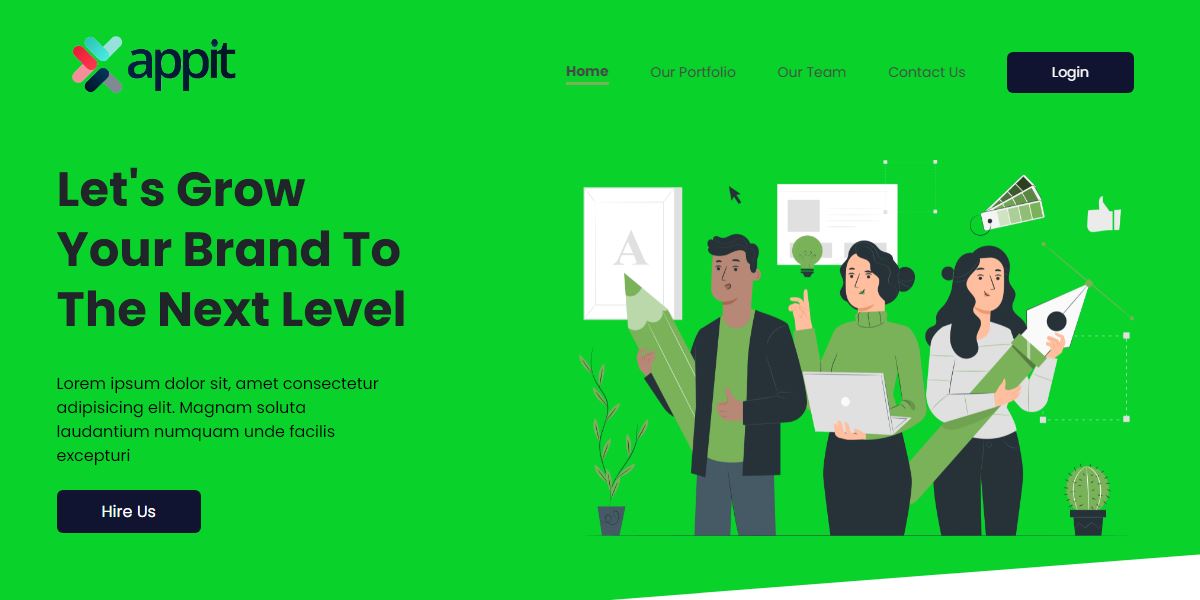 appit
Home
Our Portfolio
Our Team
Contact Us
Login
Let's Grow
Your Brand To
The Next Level
A
Lorem ipsum dolor sit, amet consectetur
adipisicing elit. Magnam soluta
laudantium numquam unde facilis
excepturi
Hire Us